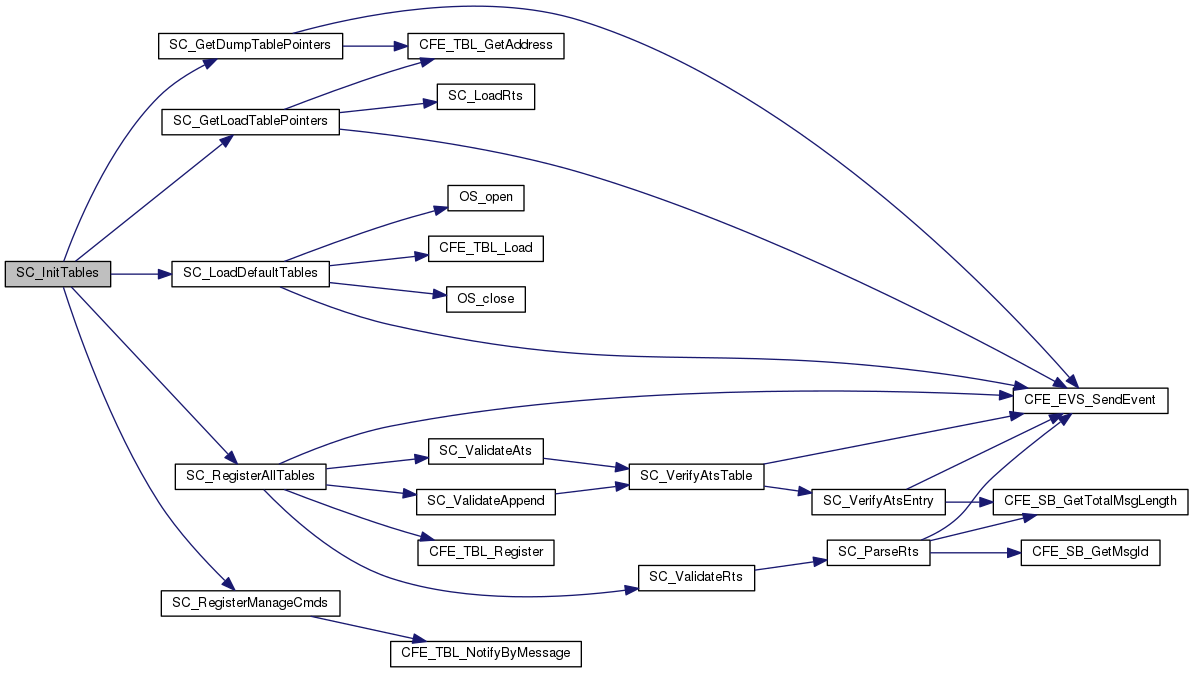 SC_InitTables
SC_GetDumpTablePointers
CFE_TBL_GetAddress
SC_LoadRts
SC_GetLoadTablePointers
OS_open
CFE_TBL_Load
SC_LoadDefaultTables
OS_close
CFE_EVS_SendEvent
SC_ValidateAts
SC_RegisterAllTables
SC_VerifyAtsTable
SC_ValidateAppend
SC_VerifyAtsEntry
CFE_SB_GetTotalMsgLength
CFE_TBL_Register
SC_ParseRts
CFE_SB_GetMsgId
SC_ValidateRts
SC_RegisterManageCmds
CFE_TBL_NotifyByMessage